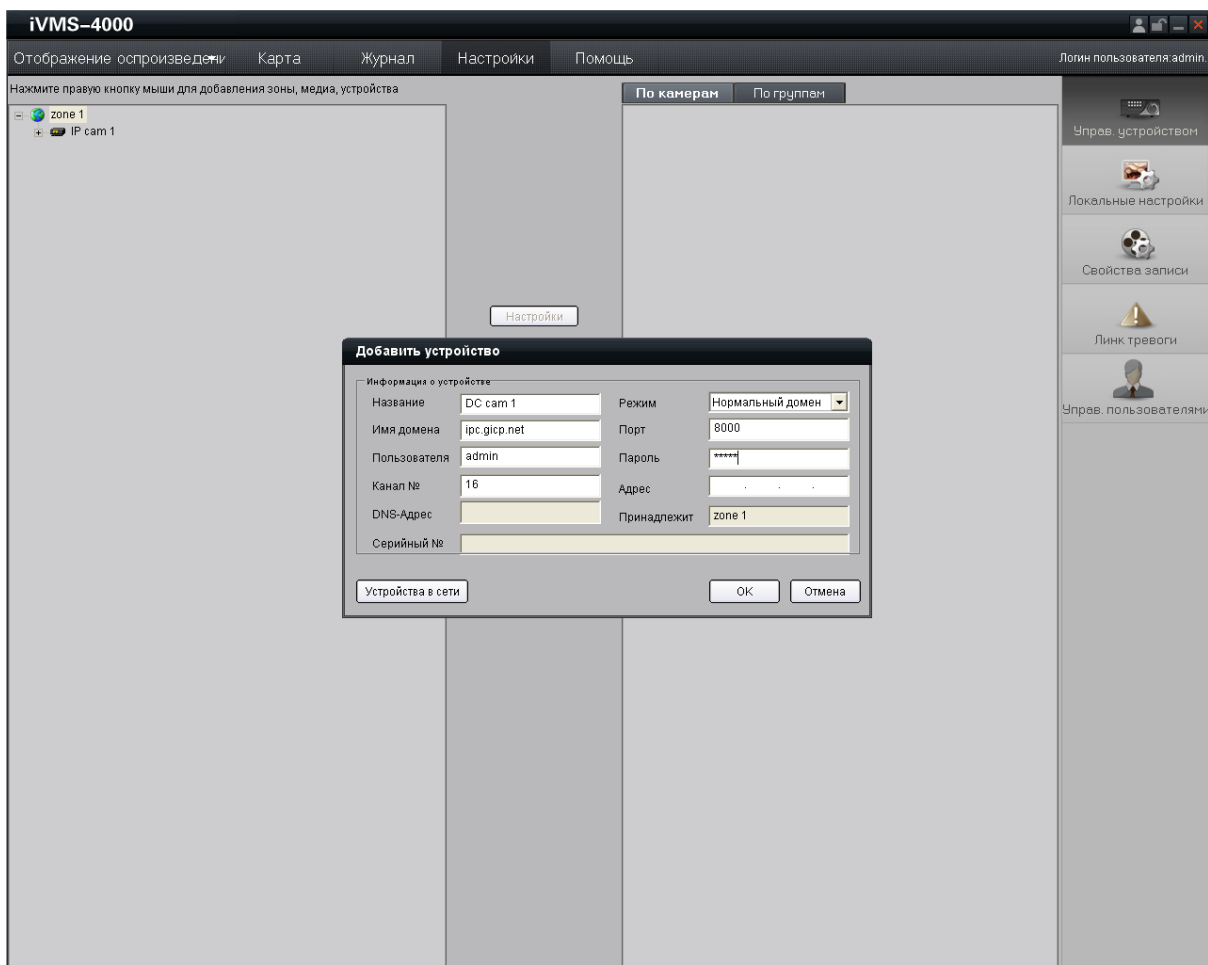 iVMS-4000
Отображение оспроизведени Карта Журнал Настройки Помощь Логин пользователя:admin.
Нажмите правую кнопку мыши для добавления зоны, медиа, устройства
zone 1
IP cam 1
Настройки
По камерам По группам
Управ. устройством
Локальные настройки
Свойства записи
Линк тревоги
Управ. пользователями
Добавить устройство
Информация о устройстве
Название DC cam 1 Режим Нормальный домен
Имя домена ipc.gicp.net Порт 8000
Пользователя admin Пароль *****
Канал № 16 Адрес . . .
DNS-Адрес Принадлежит zone 1
Серийный №
Устройства в сети OK Отмена